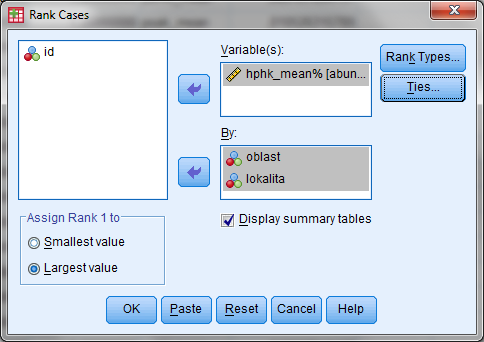 Rank Cases
id
Variable(s):
hphk_mean% [abun...
Rank Types...
Ties...
By:
oblast
lokalita
Assign Rank 1 to
Smallest value
Largest value
Display summary tables
OK
Paste
Reset
Cancel
Help